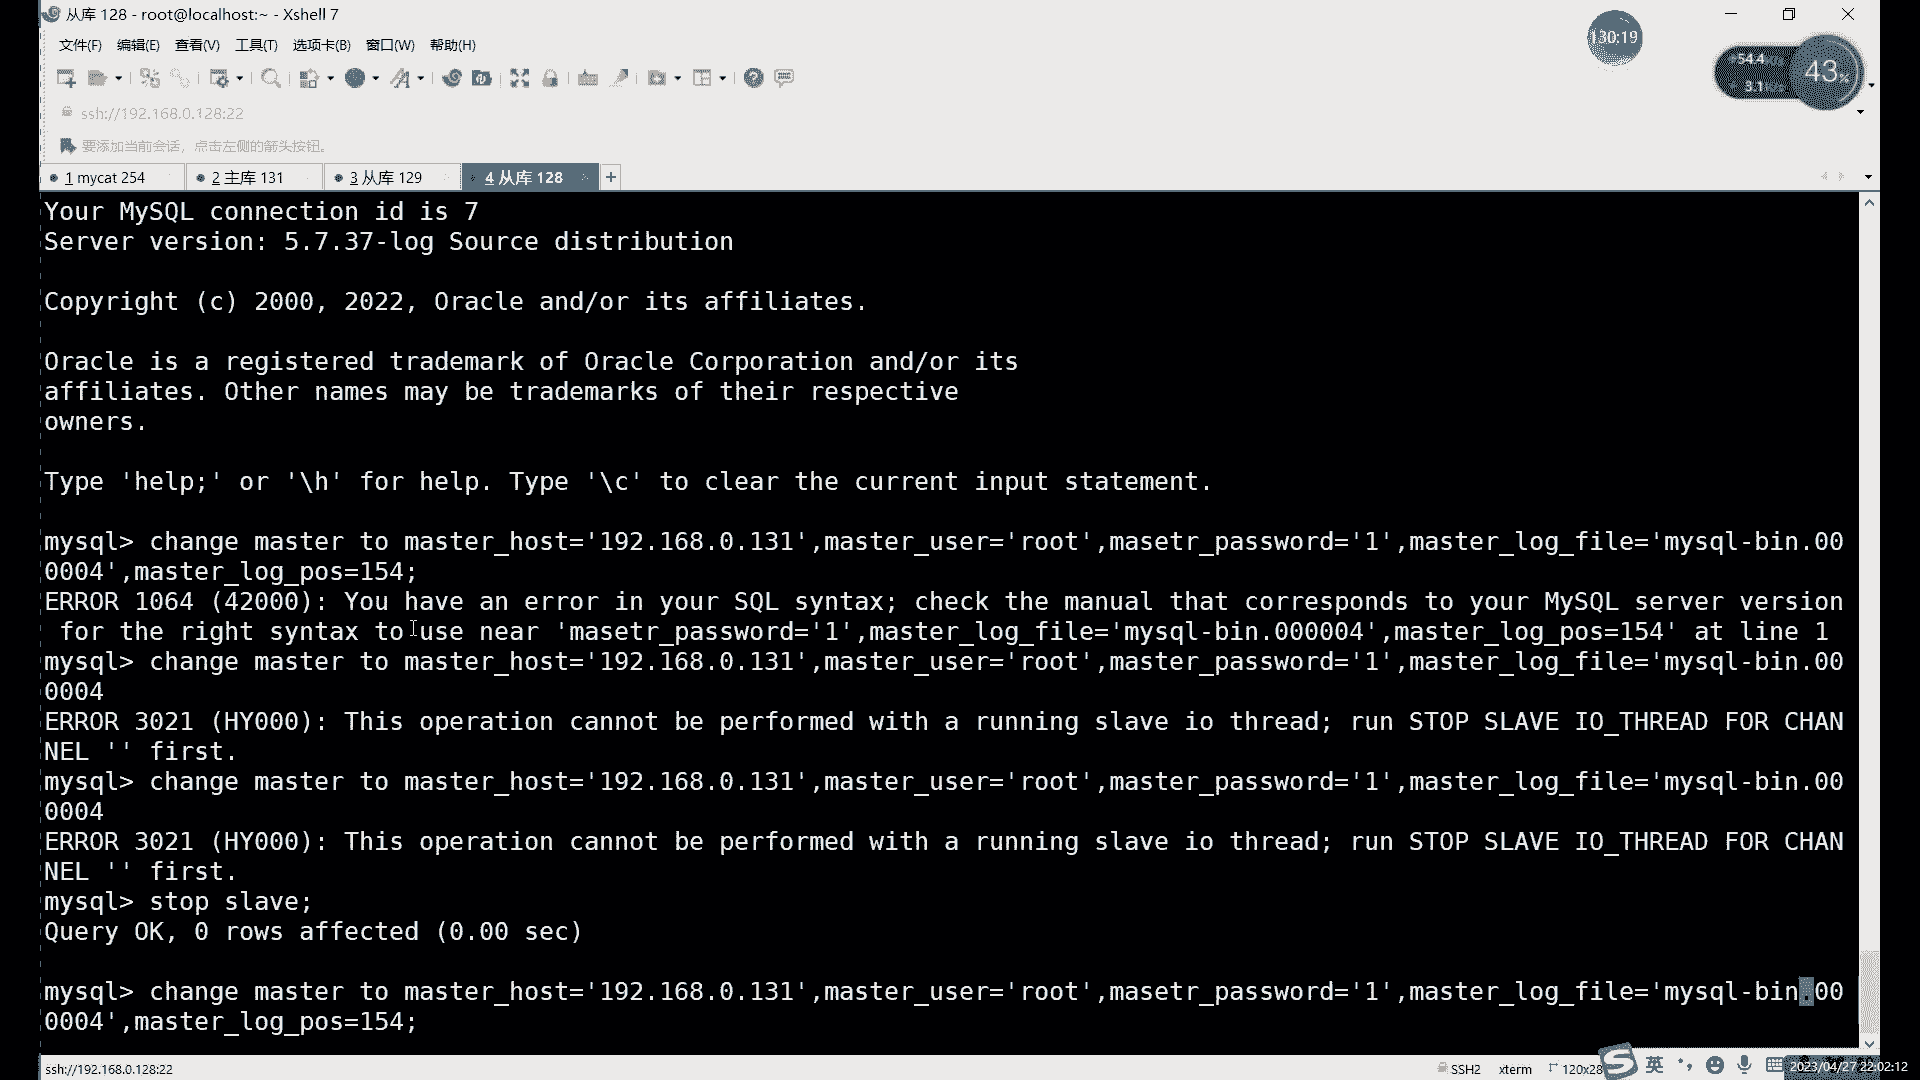 从库 128 - root@localhost:~ - Xshell 7
130:19
文件(F) 编辑(E) 查看(V) 工具(T) 选项卡(B) 窗口(W) 帮助(H)
43%
ssh://192.168.0.128:22
要添加当前会话，点击左侧的箭头按钮。
1 mycat 254 2 主库 131 3 从库 129 4 从库 128
Your MySQL connection id is 7
Server version: 5.7.37-log Source distribution
Copyright (c) 2000, 2022, Oracle and/or its affiliates.
Oracle is a registered trademark of Oracle Corporation and/or its
affiliates. Other names may be trademarks of their respective
owners.
Type 'help;' or '\h' for help. Type '\c' to clear the current input statement.
mysql> change master to master_host='192.168.0.131',master_user='root',masetr_password='1',master_log_file='mysql-bin.00
0004',master_log_pos=154;
ERROR 1064 (42000): You have an error in your SQL syntax; check the manual that corresponds to your MySQL server version
for the right syntax to use near 'masetr_password='1',master_log_file='mysql-bin.000004',master_log_pos=154' at line 1
mysql> change master to master_host='192.168.0.131',master_user='root',master_password='1',master_log_file='mysql-bin.00
0004
ERROR 3021 (HY000): This operation cannot be performed with a running slave io thread; run STOP SLAVE IO_THREAD FOR CHAN
NEL '' first.
mysql> change master to master_host='192.168.0.131',master_user='root',master_password='1',master_log_file='mysql-bin.00
0004
ERROR 3021 (HY000): This operation cannot be performed with a running slave io thread; run STOP SLAVE IO_THREAD FOR CHAN
NEL '' first.
mysql> stop slave;
Query OK, 0 rows affected (0.00 sec)
mysql> change master to master_host='192.168.0.131',master_user='root',masetr_password='1',master_log_file='mysql-bin.00
0004',master_log_pos=154;
ssh://192.168.0.128:22 SSH2 xterm 120x28 英 2023/04/27 22:02:12